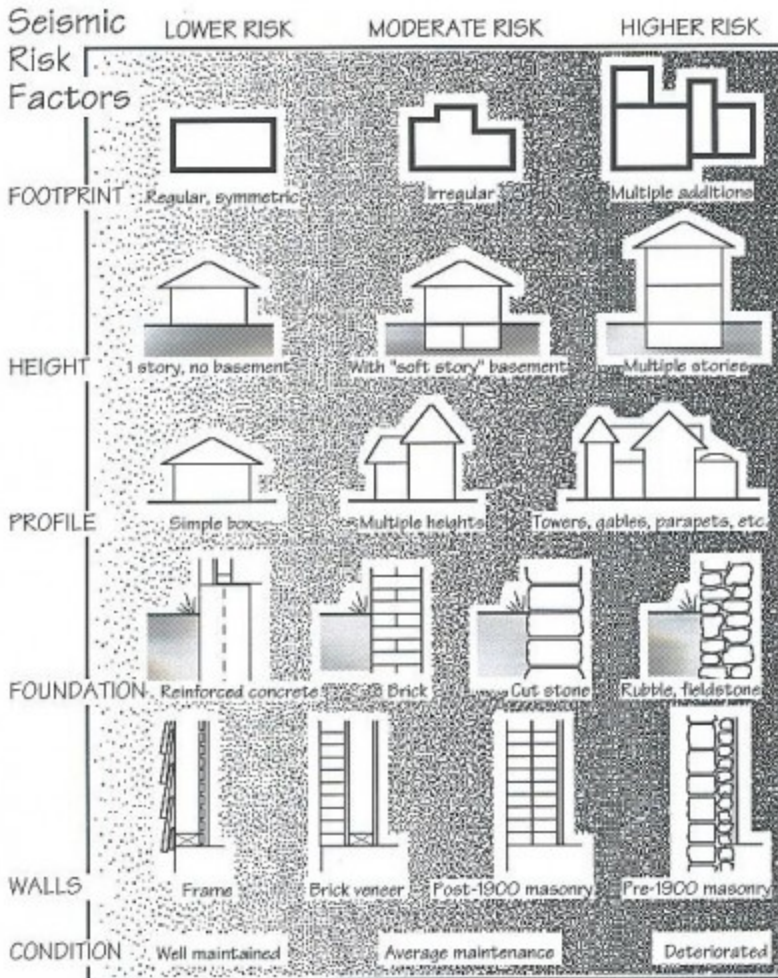 Seismic
Risk
Factors
LOWER RISK MODERATE RISK HIGHER RISK
FOOTPRINT Regular, symmetric Irregular Multiple additions
HEIGHT 1 story, no basement With "soft story" basement Multiple stories
PROFILE Simple box Multiple heights Towers, gables, parapets, etc.
FOUNDATION Reinforced concrete Brick Cut stone Rubble, fieldstone
WALLS Frame Brick veneer Post-1900 masonry Pre-1900 masonry
CONDITION Well maintained Average maintenance Deteriorated